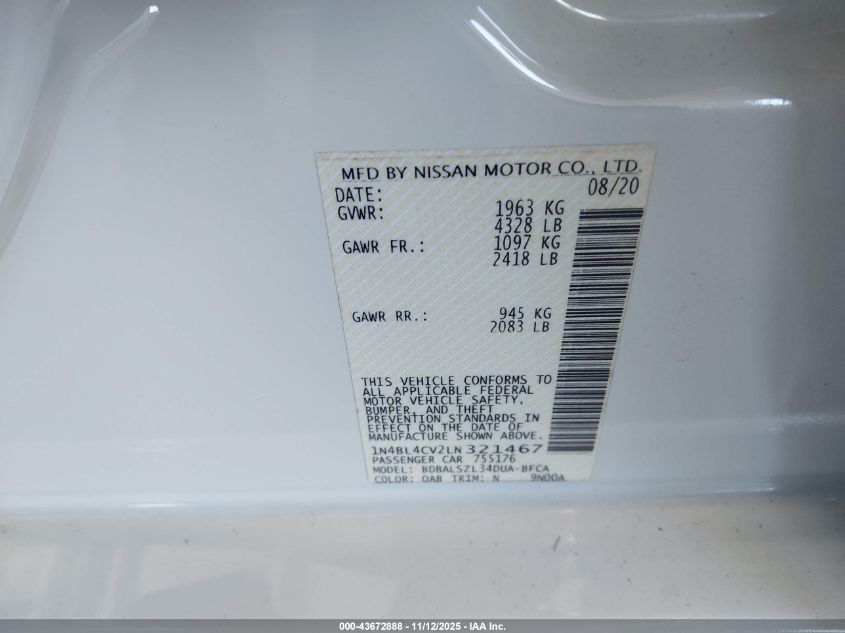 MFD BY NISSAN MOTOR CO., LTD.
DATE: 08/20
GVWR: 1963 KG
4328 LB
GAWR FR.: 1097 KG
2418 LB
GAWR RR.: 945 KG
2083 LB
THIS VEHICLE CONFORMS TO
ALL APPLICABLE FEDERAL
MOTOR VEHICLE SAFETY,
BUMPER, AND THEFT
PREVENTION STANDARDS IN
EFFECT ON THE DATE OF
MANUFACTURE SHOWN ABOVE.
1N4BL4CV2LN321467
PASSENGER CAR 755176
MODEL: BDBALSZL34DUA-BFCA
COLOR: QAB TRIM: N 9N00A
000-43672888 - 11/12/2025 - IAA Inc.